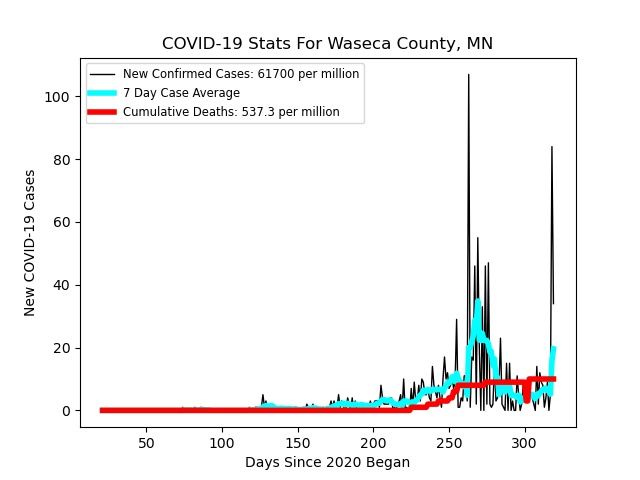 COVID-19 Stats For Waseca County, MN
New Confirmed Cases: 61700 per million
7 Day Case Average
Cumulative Deaths: 537.3 per million
100
80
60
40
20
0
New COVID-19 Cases
50
100
150
200
250
300
Days Since 2020 Began